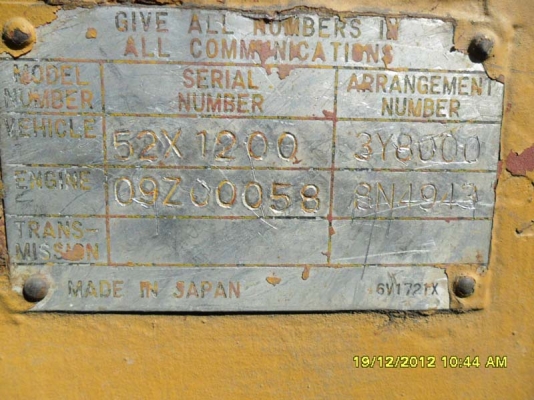 GIVE ALL NUMBERS IN
ALL COMMUNICATIONS
MODEL NUMBER SERIAL NUMBER ARRANGEMENT NUMBER
VEHICLE 52X1200 3Y8000
ENGINE 09Z00058
TRANS-
MISSION
MADE IN JAPAN 6V1721X
19/12/2012 10:44 AM